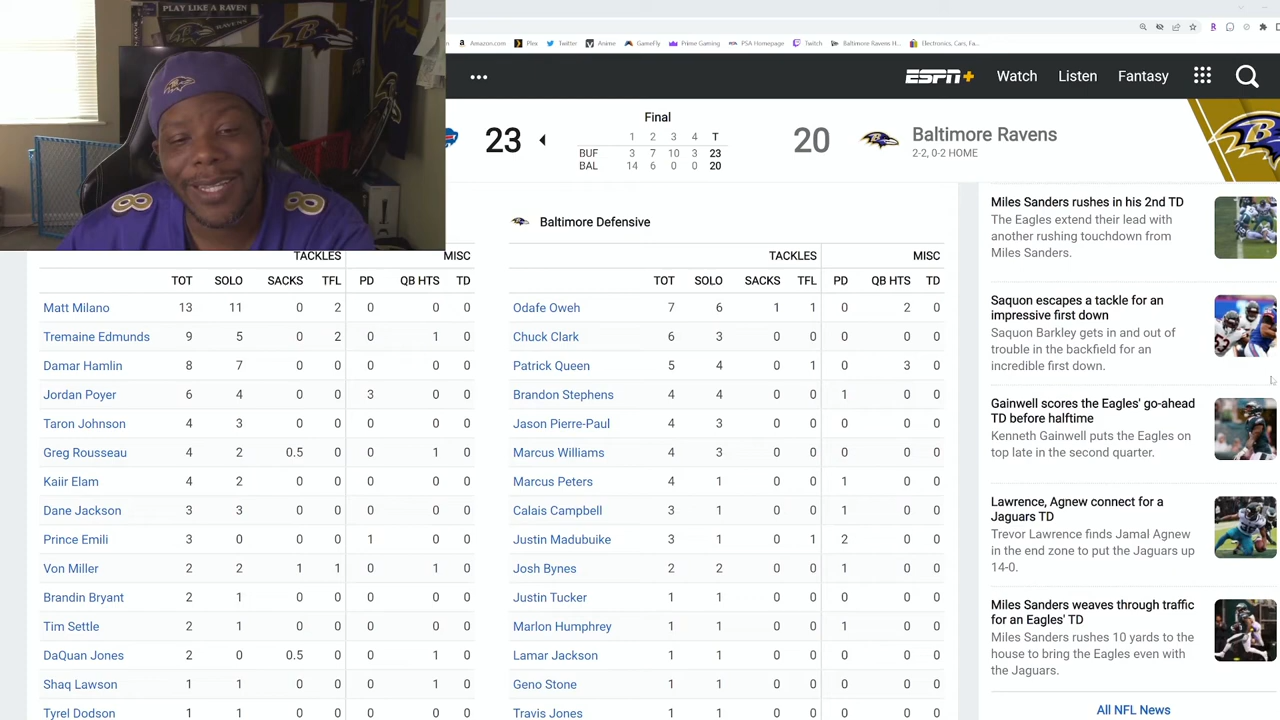 PLAY LIKE A RAVEN
RAVENS
8 8
Amazon.com Plex Twitter Anime GameFly Prime Gaming PSA Homepage Twitch Baltimore Ravens H... Electronics, Cars, Fa...
ESPN+ Watch Listen Fantasy
23
Final
1 2 3 4 T
BUF 3 7 10 3 23
BAL 14 6 0 0 20
20
Baltimore Ravens
2-2, 0-2 HOME
Baltimore Defensive
TACKLES MISC
TOT SOLO SACKS TFL PD QB HTS TD
Matt Milano 13 11 0 2 0 0 0
Tremaine Edmunds 9 5 0 2 0 1 0
Damar Hamlin 8 7 0 0 0 0 0
Jordan Poyer 6 4 0 0 3 0 0
Taron Johnson 4 3 0 0 0 0 0
Greg Rousseau 4 2 0.5 0 0 1 0
Kaiir Elam 4 2 0 0 0 0 0
Dane Jackson 3 3 0 0 0 0 0
Prince Emili 3 0 0 0 1 0 0
Von Miller 2 2 1 1 0 1 0
Brandin Bryant 2 1 0 0 0 0 0
Tim Settle 2 1 0 0 0 0 0
DaQuan Jones 2 0 0.5 0 0 1 0
Shaq Lawson 1 1 0 0 0 1 0
Tyrel Dodson 1 1 0 0 0 0 0
TACKLES MISC
TOT SOLO SACKS TFL PD QB HTS TD
Odafe Oweh 7 6 1 1 0 2 0
Chuck Clark 6 3 0 0 0 0 0
Patrick Queen 5 4 0 1 0 3 0
Brandon Stephens 4 4 0 0 1 0 0
Jason Pierre-Paul 4 3 0 0 0 0 0
Marcus Williams 4 3 0 0 0 0 0
Marcus Peters 4 1 0 0 1 0 0
Calais Campbell 3 1 0 0 1 0 0
Justin Madubuike 3 1 0 1 2 0 0
Josh Bynes 2 2 0 0 1 0 0
Justin Tucker 1 1 0 0 0 0 0
Marlon Humphrey 1 1 0 0 1 0 0
Lamar Jackson 1 1 0 0 0 0 0
Geno Stone 1 1 0 0 0 0 0
Travis Jones 1 1 0 0 0 0 0
Miles Sanders rushes in his 2nd TD
The Eagles extend their lead with
another rushing touchdown from
Miles Sanders.
Saquon escapes a tackle for an
impressive first down
Saquon Barkley gets in and out of
trouble in the backfield for an
incredible first down.
Gainwell scores the Eagles' go-ahead
TD before halftime
Kenneth Gainwell puts the Eagles on
top late in the second quarter.
Lawrence, Agnew connect for a
Jaguars TD
Trevor Lawrence finds Jamal Agnew
in the end zone to put the Jaguars up
14-0.
Miles Sanders weaves through traffic
for an Eagles' TD
Miles Sanders rushes 10 yards to the
house to bring the Eagles even with
the Jaguars.
All NFL News